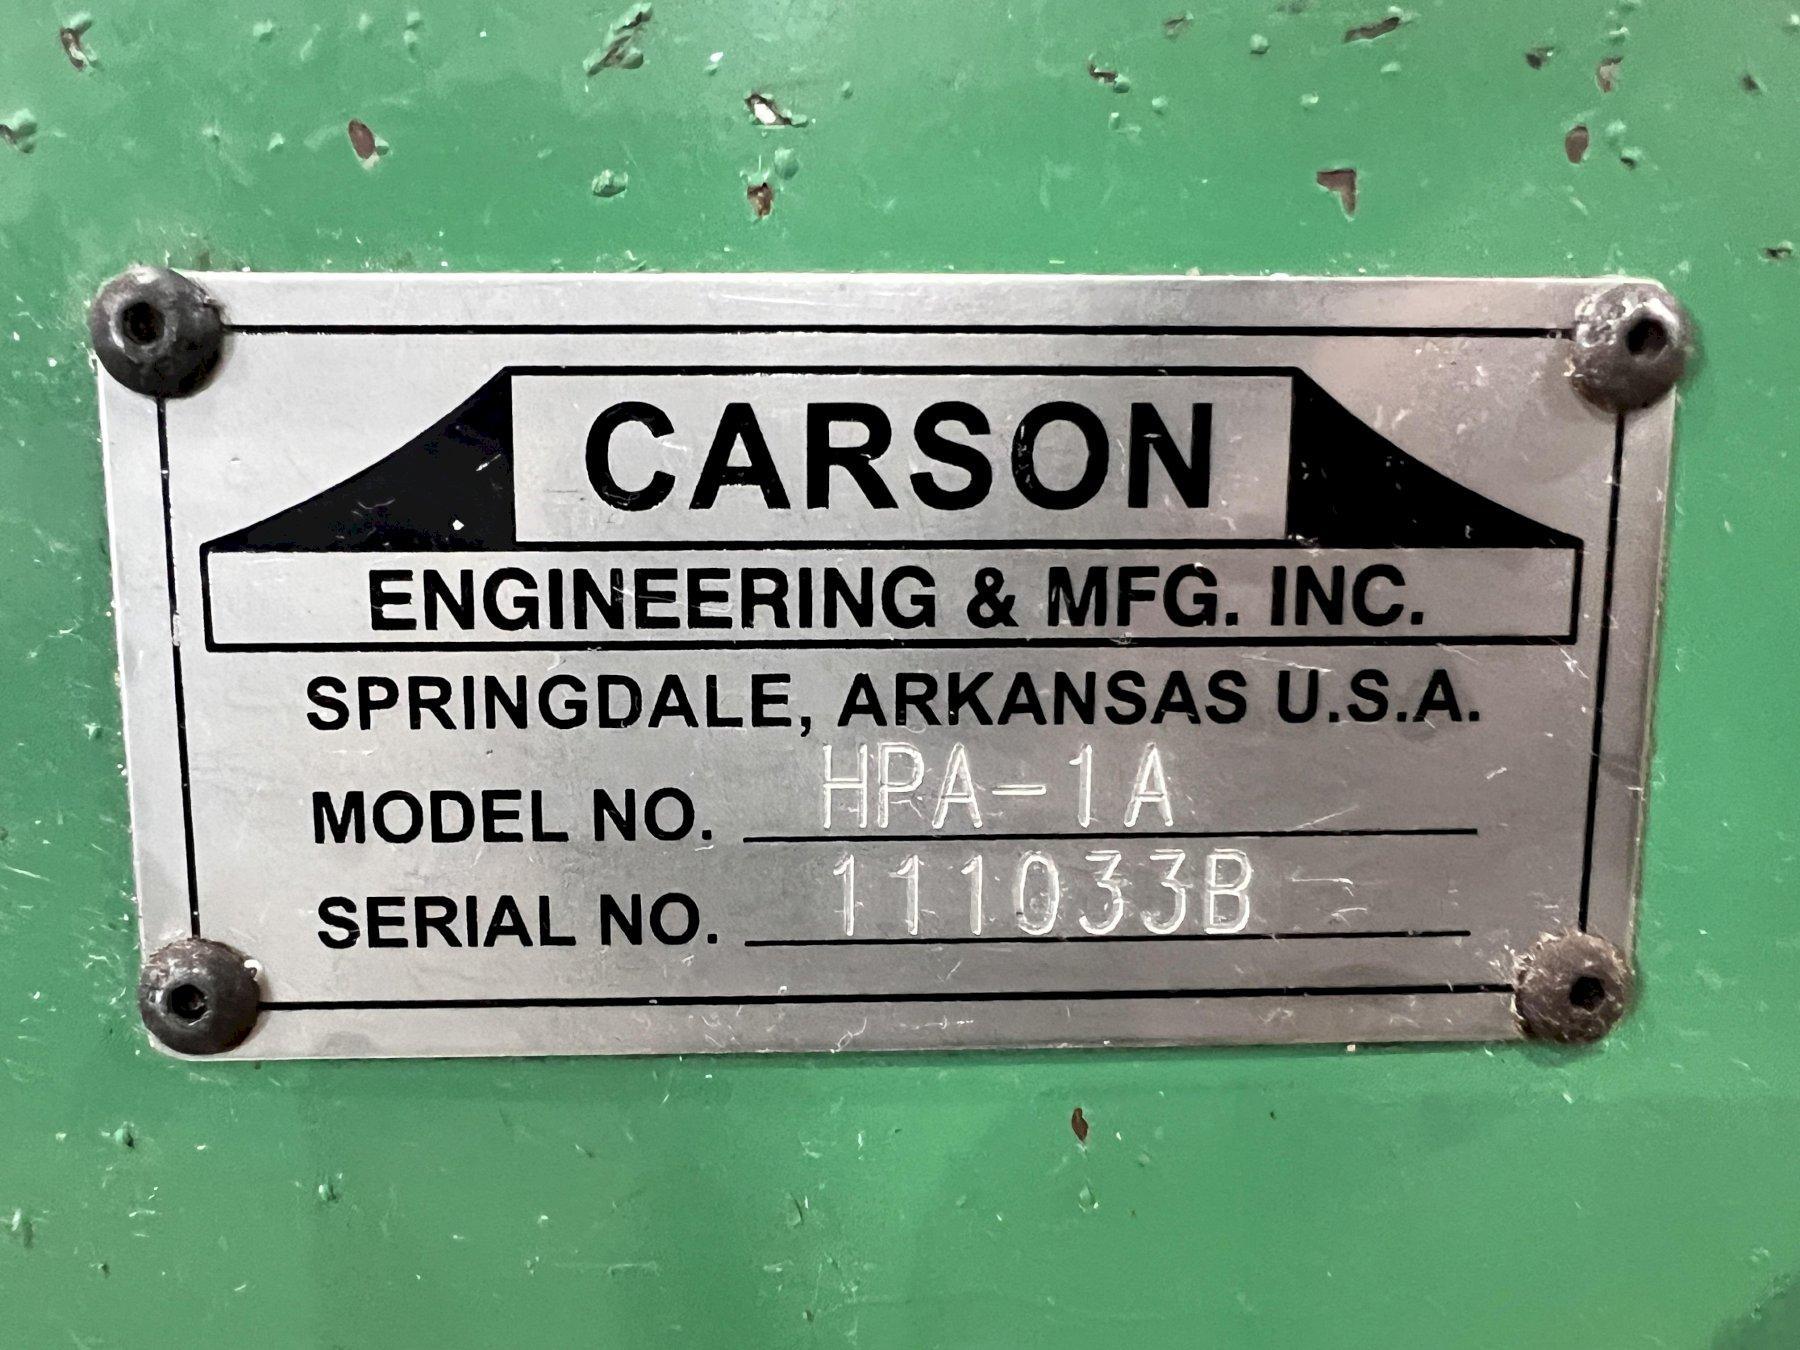 CARSON
ENGINEERING & MFG. INC.
SPRINGDALE, ARKANSAS U.S.A.
MODEL NO. HPA-1A
SERIAL NO. 111033B